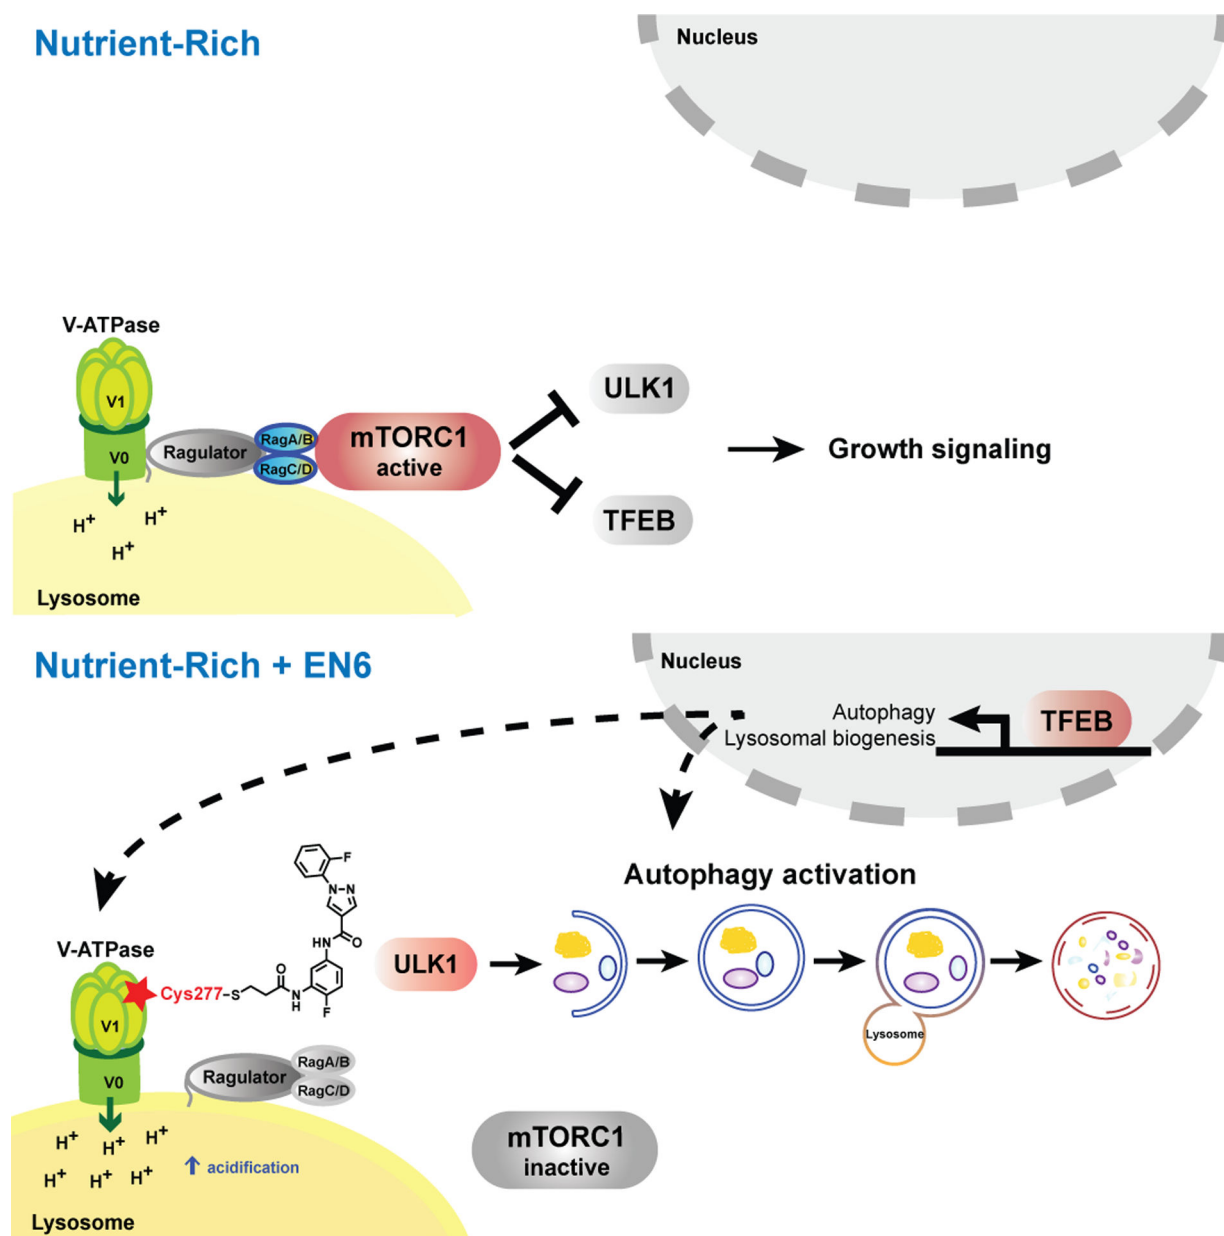 Nutrient-Rich
Nucleus
V-ATPase
V1
V0
Ragulator
RagA/B
RagC/D
mTORC1
active
ULK1
TFEB
Growth signaling
H+
H+
H+
Lysosome
Nutrient-Rich + EN6
Nucleus
Autophagy
Lysosomal biogenesis
TFEB
Autophagy activation
V-ATPase
V1
V0
Cys277-S
O
N
H
F
HN
O
N-N
F
ULK1
Lysosome
Ragulator
RagA/B
RagC/D
mTORC1
inactive
H+
H+
H+
H+
H+
H+
acidification
Lysosome